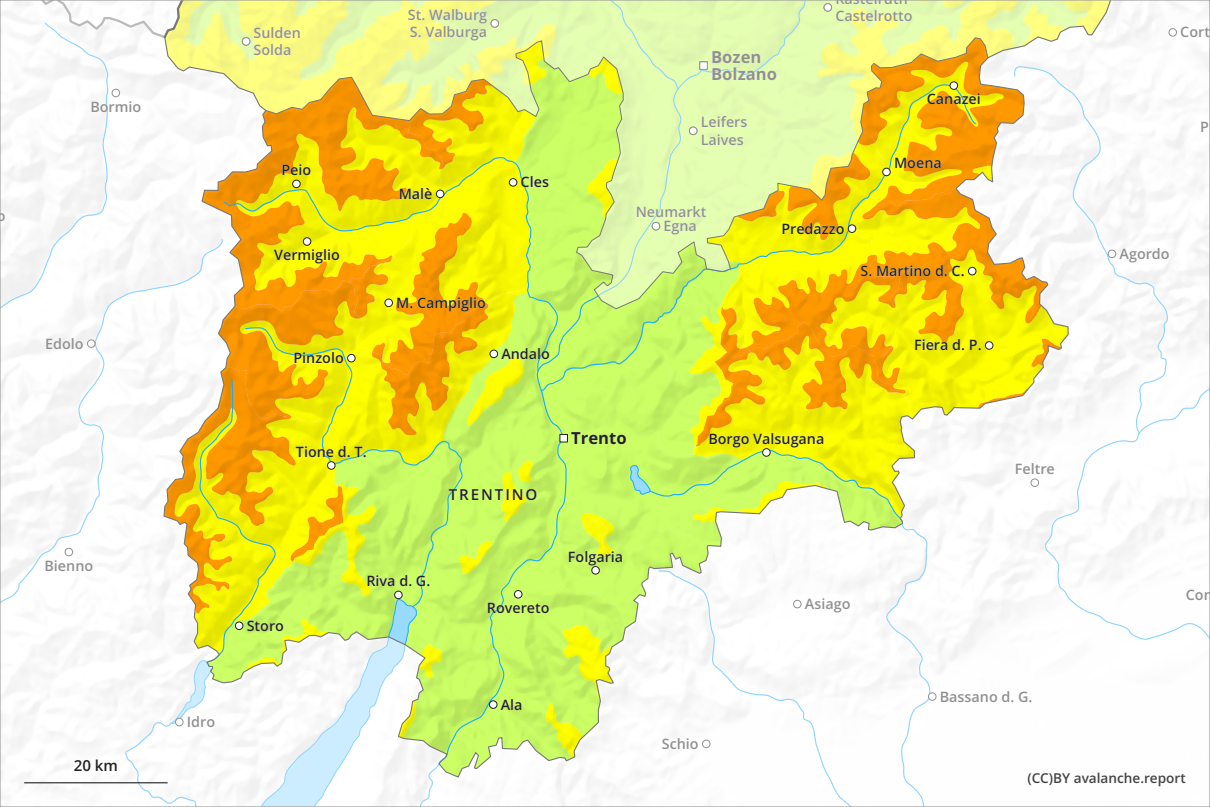 St. Walburg
S. Valburga
Kastelruth
Castelrotto
Sulden
Solda
Cort
Bozen
Bolzano
Bormio
Canazei
Leifers
Laives
P
Moena
Peio
Malè
Cles
Neumarkt
Egna
Predazzo
Vermiglio
Agordo
S. Martino d. C.
M. Campiglio
Edolo
Pinzolo
Andalo
Fiera d. P.
Trento
Borgo Valsugana
Tione d. T.
Feltre
TRENTINO
Bienno
Folgaria
Riva d. G.
Cor
Rovereto
Asiago
Storo
Bassano d. G.
Ala
Idro
Schio
20 km
(CC)BY avalanche.report